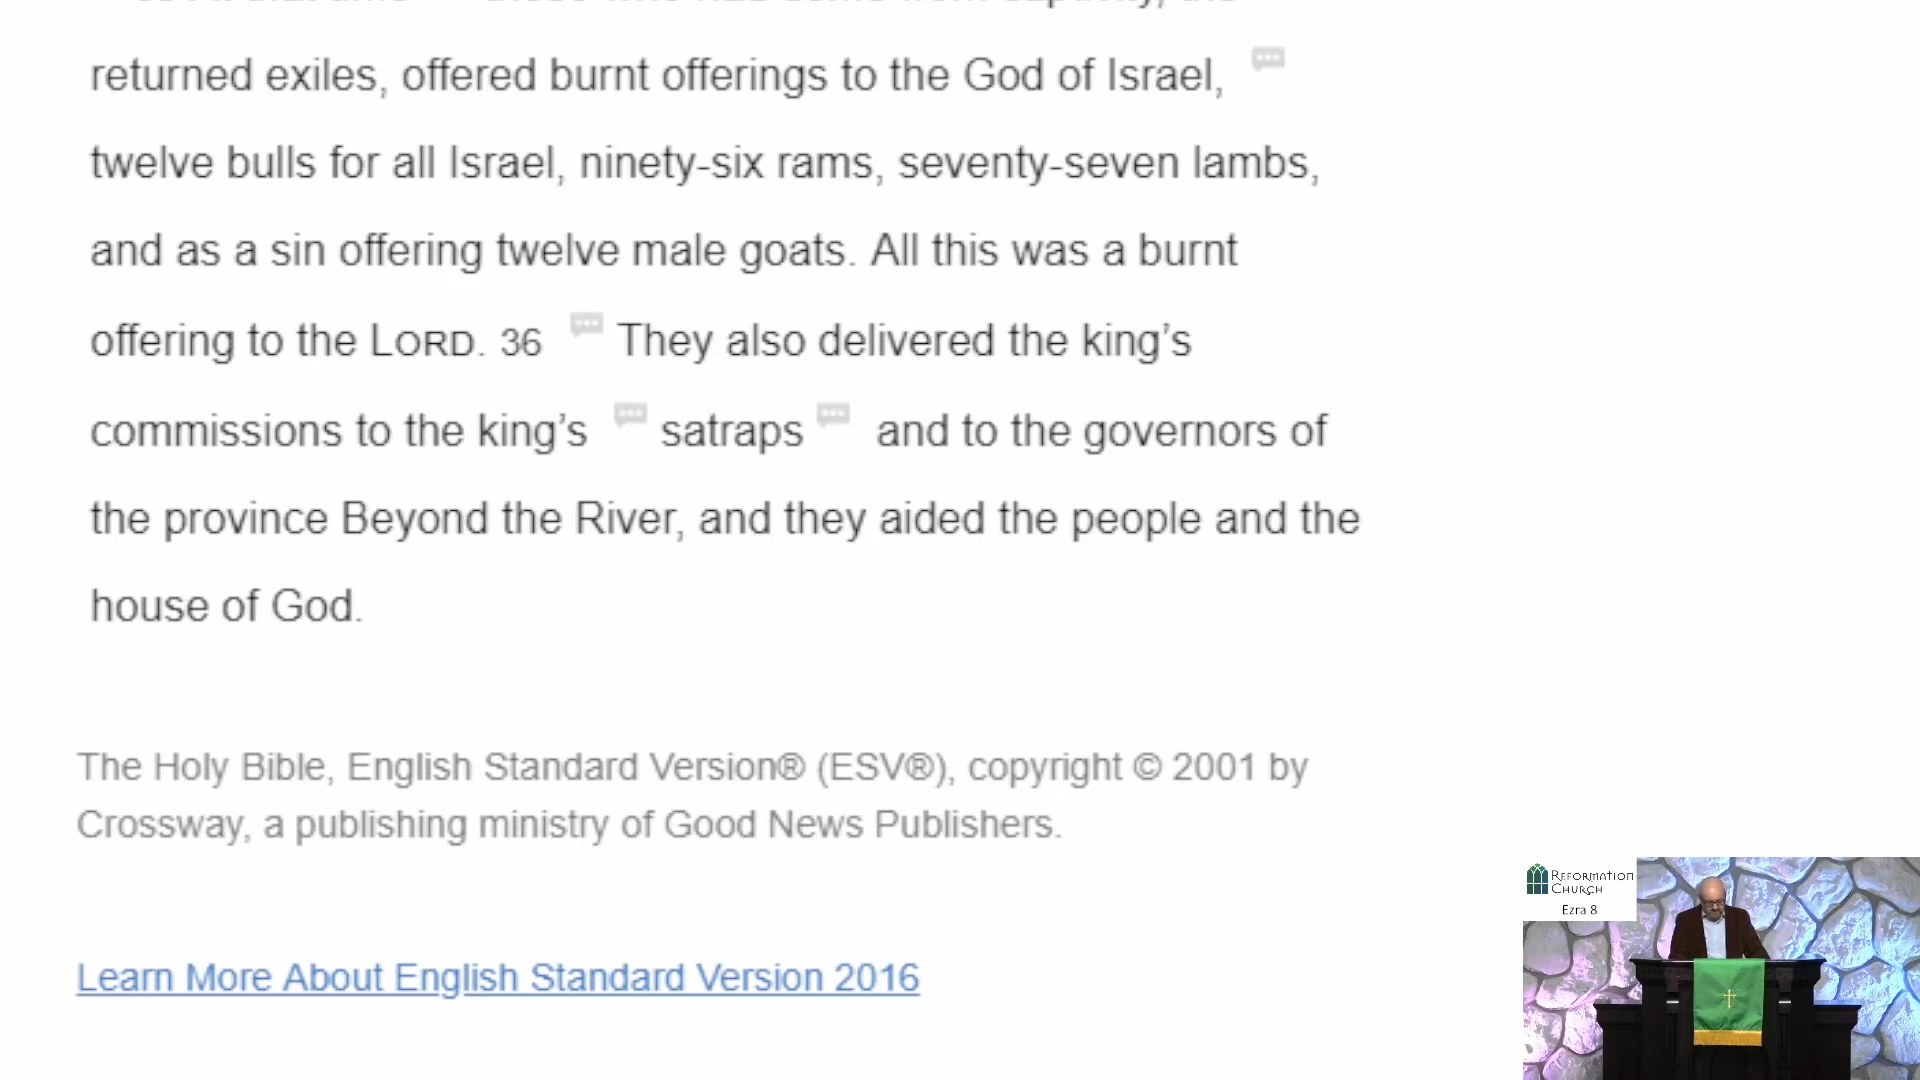 returned exiles, offered burnt offerings to the God of Israel,
twelve bulls for all Israel, ninety-six rams, seventy-seven lambs,
and as a sin offering twelve male goats. All this was a burnt
offering to the LORD. 36 They also delivered the king’s
commissions to the king’s satraps and to the governors of
the province Beyond the River, and they aided the people and the
house of God.
The Holy Bible, English Standard Version® (ESV®), copyright © 2001 by
Crossway, a publishing ministry of Good News Publishers.
Learn More About English Standard Version 2016
REFORMATION
CHURCH
Ezra 8